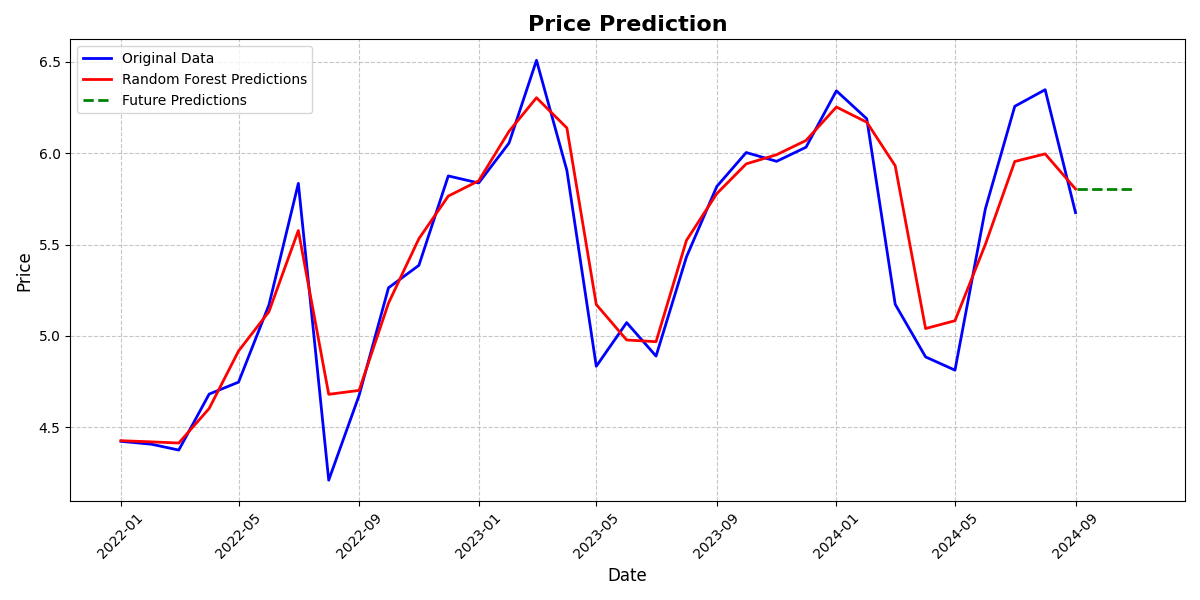 Price Prediction
Original Data
Random Forest Predictions
Future Predictions
Price
6.5
6.0
5.5
5.0
4.5
2022-01
2022-05
2022-09
2023-01
2023-05
2023-09
2024-01
2024-05
2024-09
Date